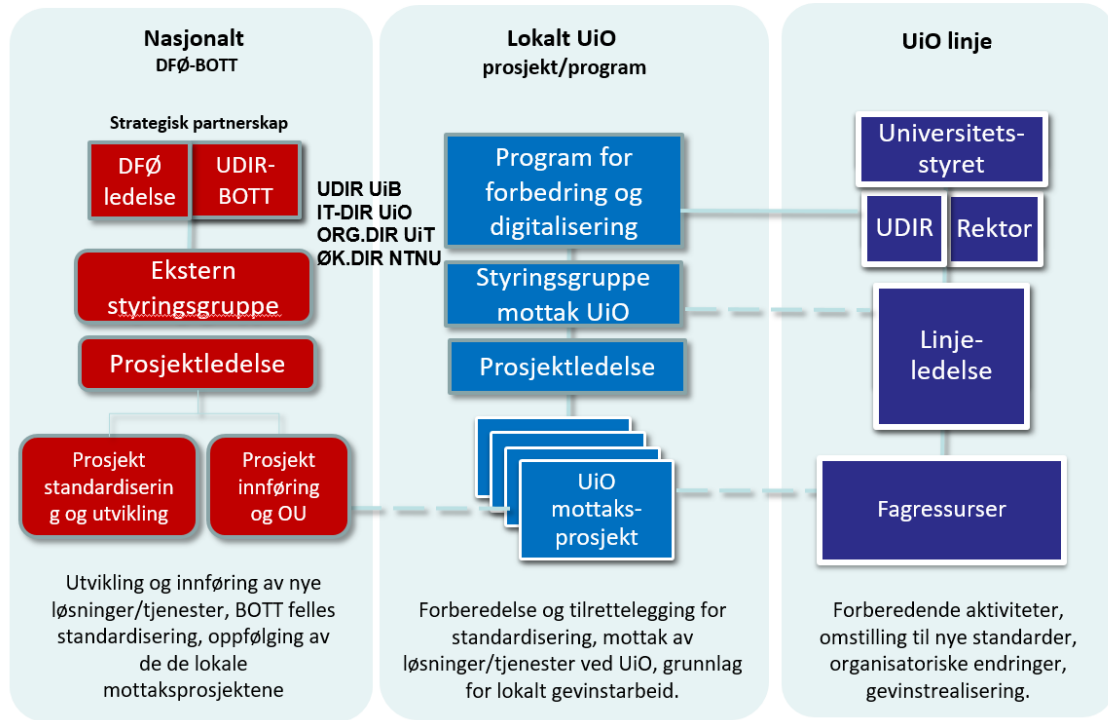 Nasjonalt
DFØ-BOTT
Strategisk partnerskap
DFØ
ledelse
UDIR-
BOTT
UDIR UiB
IT-DIR UiO
ORG.DIR UiT
ØK.DIR NTNU
Ekstern
styringsgruppe
Prosjektledelse
Prosjekt
standardiserin
g og utvikling
Prosjekt
innføring
og OU
Utvikling og innføring av nye
løsninger/tjenester, BOTT felles
standardisering, oppfølging av
de de lokale
mottaksprosjektene
Lokalt UiO
prosjekt/program
Program for
forbedring og
digitalisering
Styringsgruppe
mottak UiO
Prosjektledelse
UiO
mottaks-
prosjekt
Forberedelse og tilrettelegging for
standardisering, mottak av
løsninger/tjenester ved UiO, grunnlag
for lokalt gevinstarbeid.
UiO linje
Universitets-
styret
UDIR
Rektor
Linje-
ledelse
Fagressurser
Forberedende aktiviteter,
omstilling til nye standarder,
organisatoriske endringer,
gevinstrealisering.